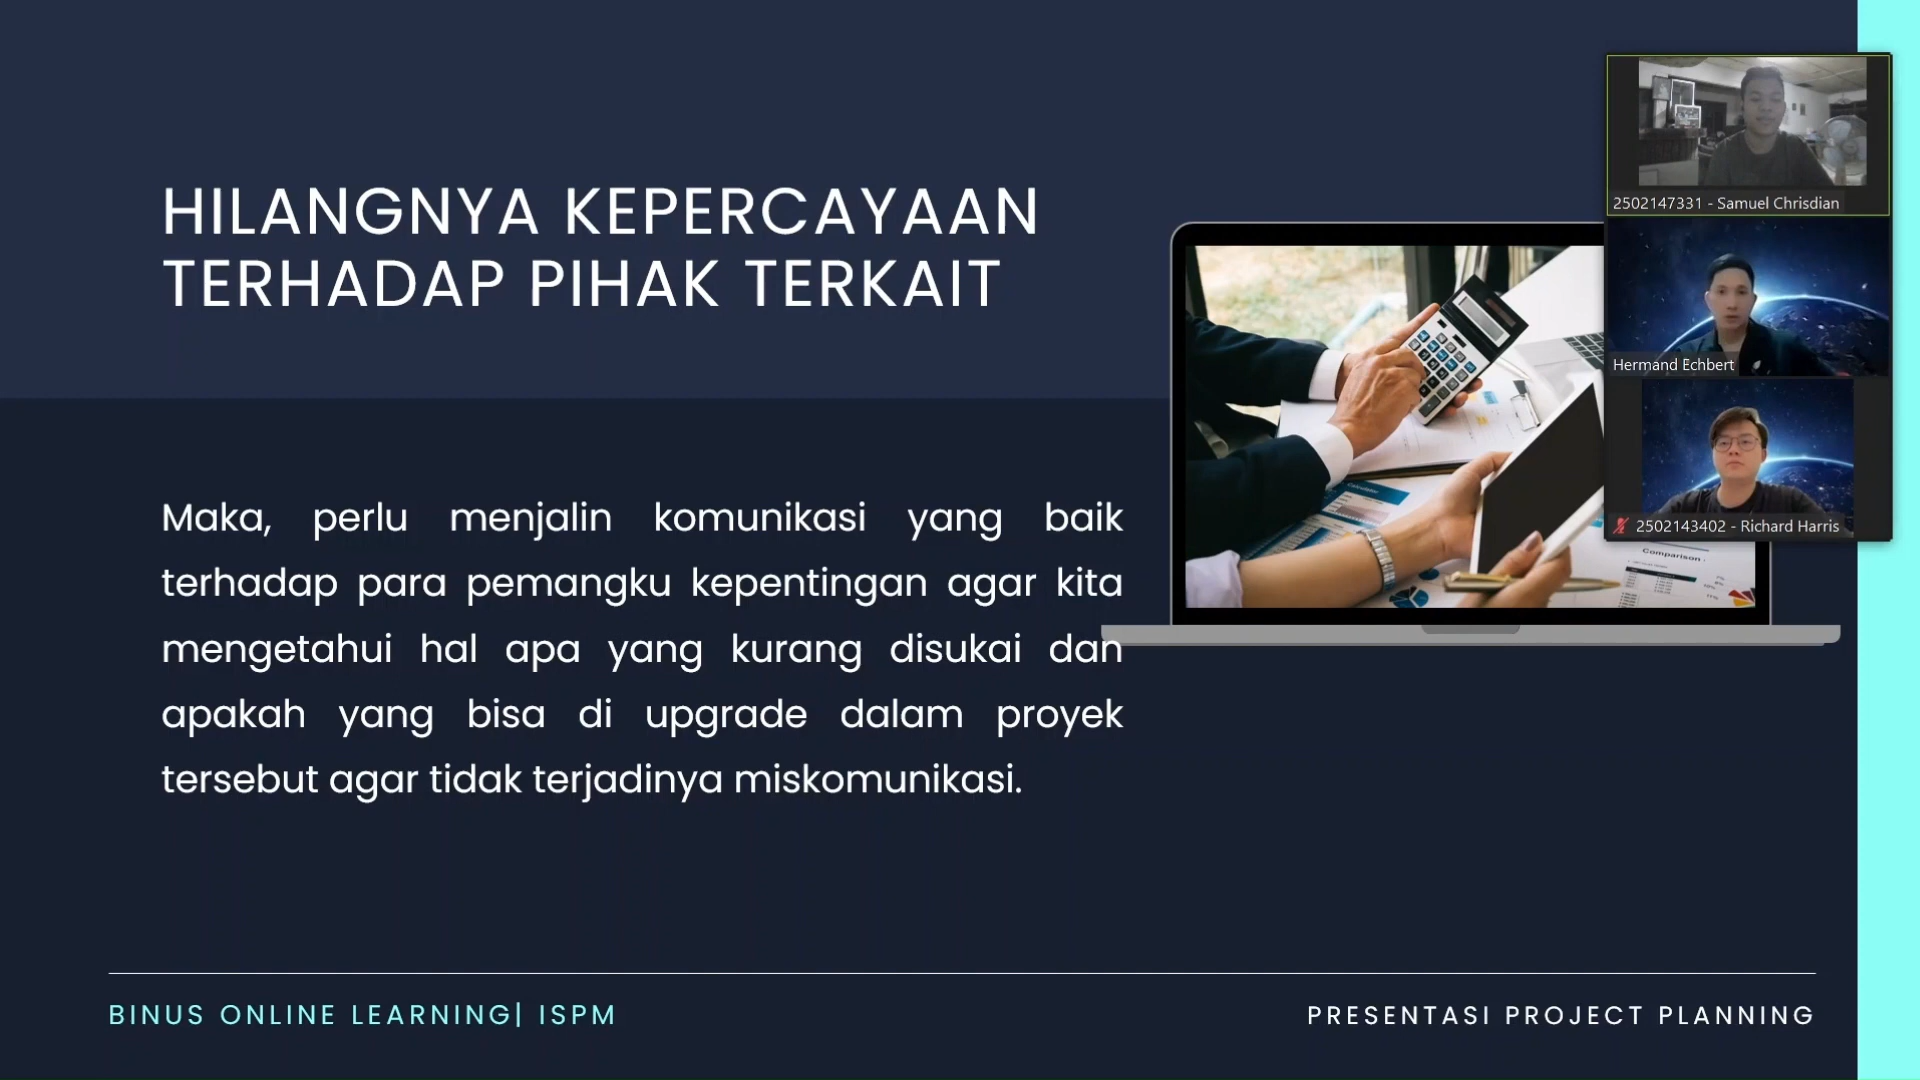 HILANGNYA KEPERCAYAAN
TERHADAP PIHAK TERKAIT
Maka, perlu menjalin komunikasi yang baik
terhadap para pemangku kepentingan agar kita
mengetahui hal apa yang kurang disukai dan
apakah yang bisa di upgrade dalam proyek
tersebut agar tidak terjadinya miskomunikasi.
2502147331 - Samuel Chrisdian
Hermand Echbert
2502143402 - Richard Harris
Comparison
BINUS ONLINE LEARNING| ISPM
PRESENTASI PROJECT PLANNING